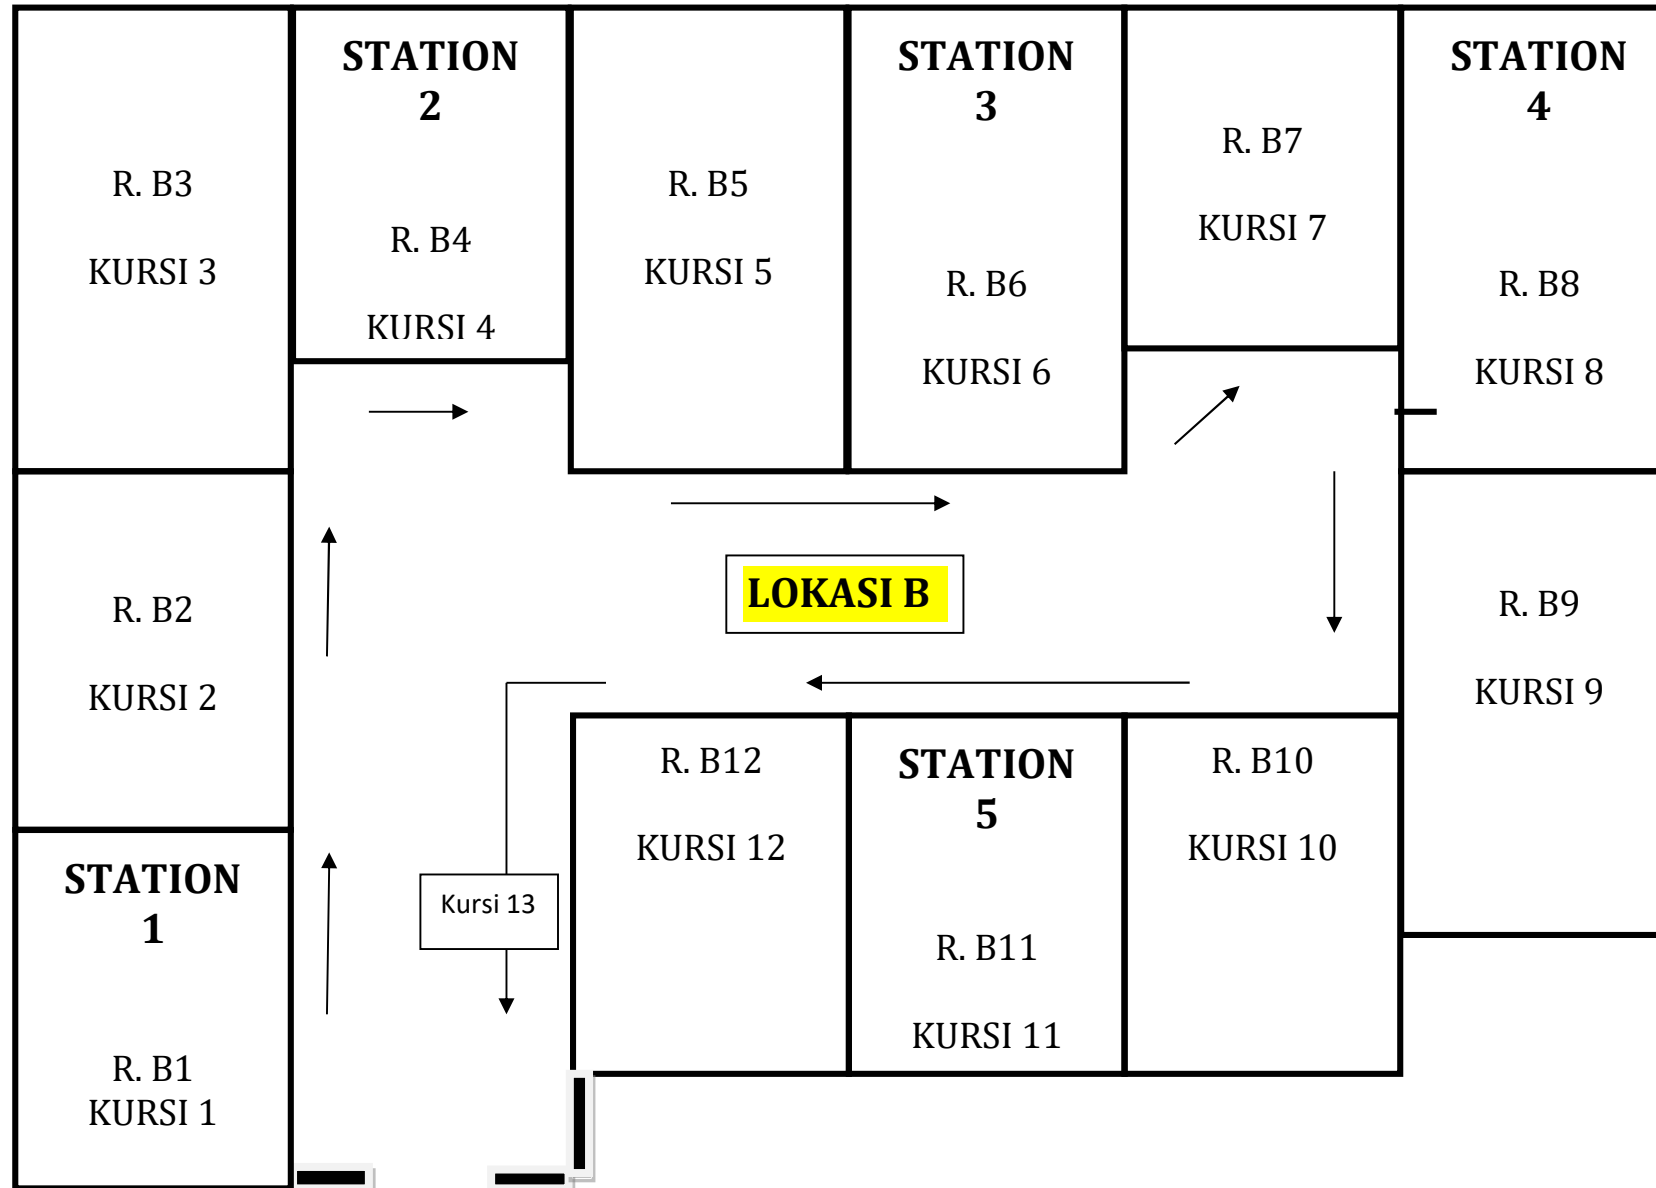 R. B3
KURSI 3
STATION
2
R. B4
KURSI 4
R. B5
KURSI 5
STATION
3
R. B6
KURSI 6
R. B7
KURSI 7
STATION
4
R. B8
KURSI 8
R. B2
KURSI 2
LOKASI B
R. B9
KURSI 9
STATION
1
R. B1
KURSI 1
Kursi 13
R. B12
KURSI 12
STATION
5
R. B11
KURSI 11
R. B10
KURSI 10